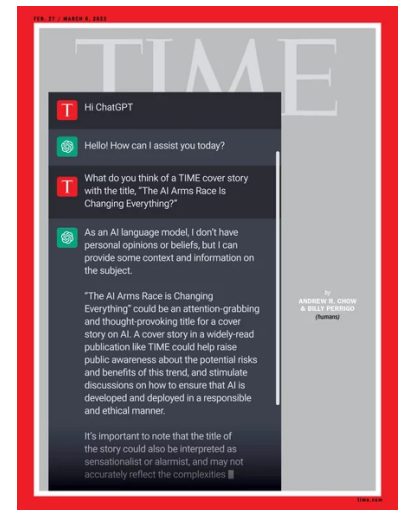 FEB. 27 / MARCH 6, 2023
TIME
T Hi ChatGPT
Hello! How can I assist you today?
T What do you think of a TIME cover story
with the title, "The AI Arms Race Is
Changing Everything?"
As an AI language model, I don't have
personal opinions or beliefs, but I can
provide some context and information on
the subject.
"The AI Arms Race is Changing
Everything" could be an attention-grabbing
and thought-provoking title for a cover
story on AI. A cover story in a widely-read
publication like TIME could help raise
public awareness about the potential risks
and benefits of this trend, and stimulate
discussions on how to ensure that AI is
developed and deployed in a responsible
and ethical manner.
It's important to note that the title of
the story could also be interpreted as
sensationalist or alarmist, and may not
accurately reflect the complexities
by
ANDREW R. CHOW
& BILLY PERRIGO
(humans)
time.com